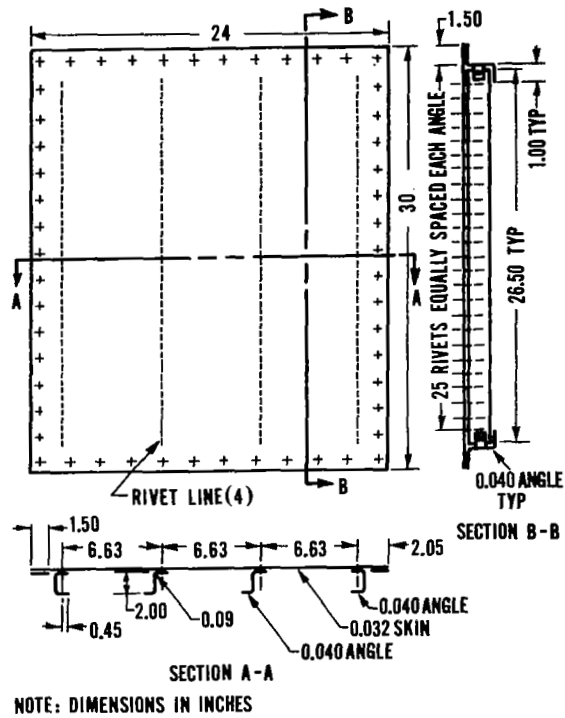 B
24
1.50
25 RIVETS EQUALLY SPACED EACH ANGLE
1.00 TYP
30
26.50 TYP
A
A
RIVET LINE(4)
B
0.040 ANGLE
TYP
SECTION B-B
1.50
6.63
6.63
6.63
2.05
0.45
2.00
0.09
0.040 ANGLE
0.032 SKIN
0.040 ANGLE
SECTION A-A
NOTE: DIMENSIONS IN INCHES